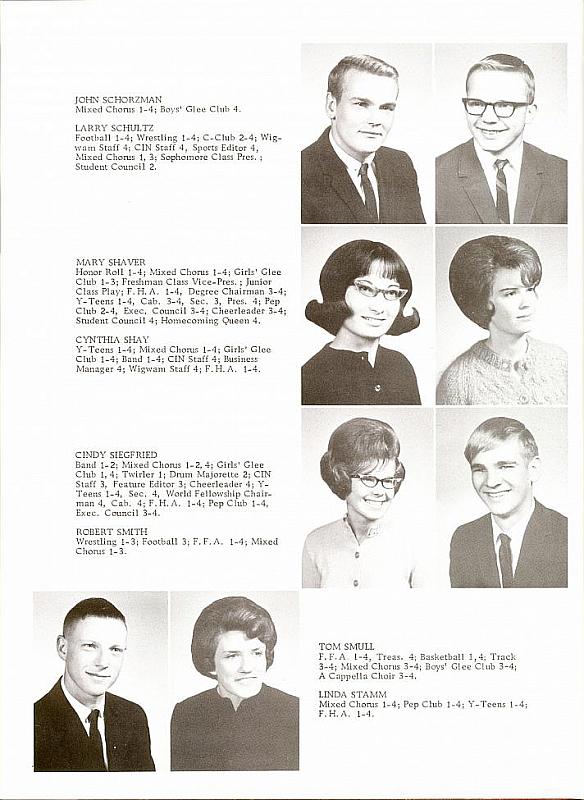 JOHN SCHORZMAN
Mixed Chorus 1-4; Boys' Glee Club 4.
LARRY SCHULTZ
Football 1-4; Wrestling 1-4; C-Club 2-4; Wig-
wam Staff 4; CIN Staff 4, Sports Editor 4,
Mixed Chorus 1, 3; Sophomore Class Pres. ;
Student Council 2.
MARY SHAVER
Honor Roll 1-4; Mixed Chorus 1-4; Girls' Glee
Club 1-3; Freshman Class Vice-Pres. ; Junior
Class Play; F. H. A. 1-4, Degree Chairman 3-4;
Y-Teens 1-4, Cab. 3-4, Sec. 3, Pres. 4; Pep
Club 2-4, Exec. Council 3-4; Cheerleader 3-4;
Student Council 4; Homecoming Queen 4.
CYNTHIA SHAY
Y-Teens 1-4; Mixed Chorus 1-4; Girls' Glee
Club 1-4; Band 1-4; CIN Staff 4; Business
Manager 4; Wigwam Staff 4; F. H. A. 1-4.
CINDY SIEGFRIED
Band 1-2; Mixed Chorus 1-2, 4; Girls' Glee
Club 1, 4; Twirler 1; Drum Majorette 2; CIN
Staff 3, Feature Editor 3; Cheerleader 4; Y-
Teens 1-4, Sec. 4, World Fellowship Chair-
man 4, Cab. 4; F. H. A. 1-4; Pep Club 1-4,
Exec. Council 3-4.
ROBERT SMITH
Wrestling 1-3; Football 3; F. F. A. 1-4; Mixed
Chorus 1-3.
TOM SMULL
F. F. A 1-4, Treas. 4; Basketball 1, 4; Track
3-4; Mixed Chorus 3-4; Boys' Glee Club 3-4;
A Cappella Choir 3-4.
LINDA STAMM
Mixed Chorus 1-4; Pep Club 1-4; Y-Teens 1-4;
F. H. A. 1-4.